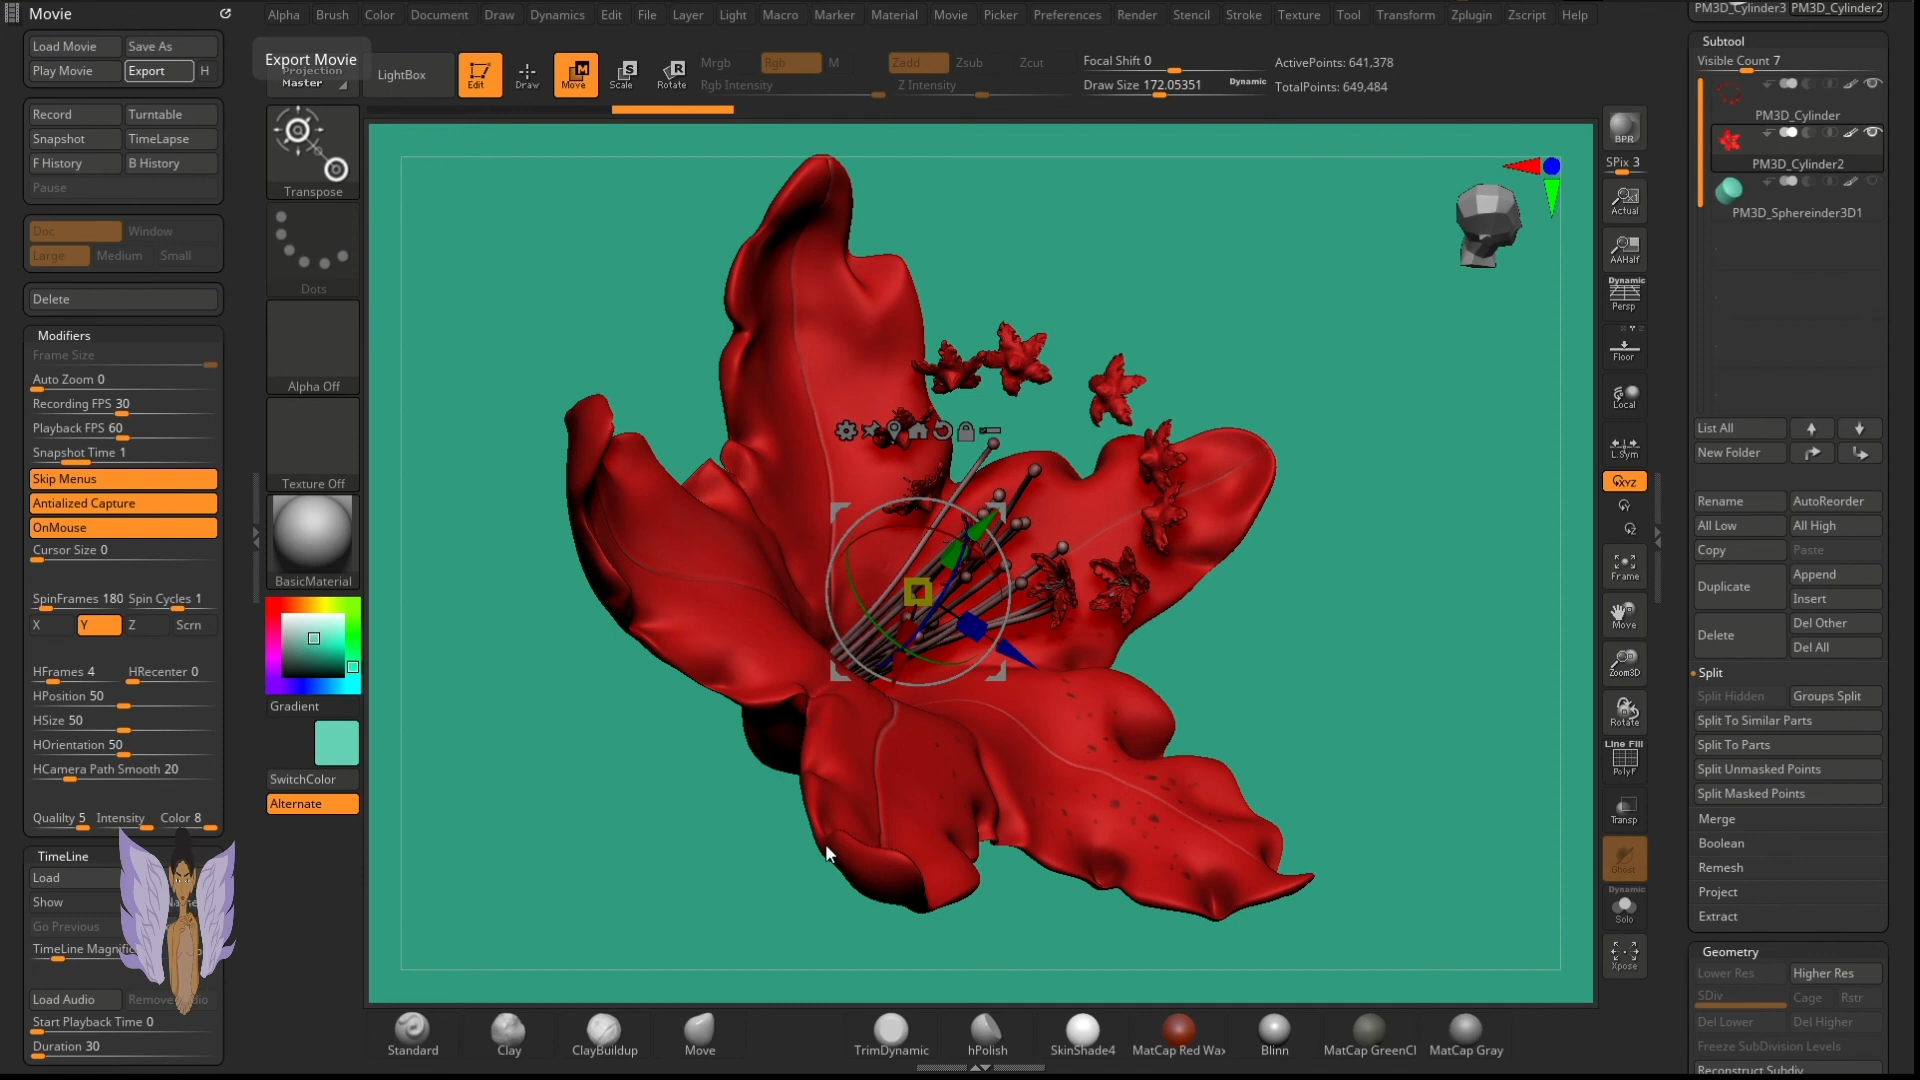 Movie
Load Movie Save As
Play Movie Export H
Record Turntable
Snapshot TimeLapse
F History B History
Pause
Doc Window
Large Medium Small
Delete
Modifiers
Frame Size
Auto Zoom 0
Recording FPS 30
Playback FPS 60
Snapshot Time 1
Skip Menus
Antialized Capture
OnMouse
Cursor Size 0
SpinFrames 180 Spin Cycles 1
X Y Z Scrn
HFrames 4 HRecenter 0
HPosition 50
HSize 50
HOrientation 50
HCamera Path Smooth 20
Qualilty 5 Intensity Color 8
TimeLine
Load
Show
Go Previous
TimeLine Magnific
Load Audio
Start Playback Time 0
Duration 30
Alpha Brush Color Document Draw Dynamics Edit File Layer Light Macro Marker Material Movie Picker Preferences Render Stencil Stroke Texture Tool Transform Zplugin Zscript Help
Export Movie
Projection
Master
LightBox
Edit
Draw
Move
Scale
Rotate
Mrgb Rgb M
Rgb Intensity
Zadd Zsub Zcut
Z Intensity
Focal Shift 0
Draw Size 172.05351 Dynamic
ActivePoints: 641,378
TotalPoints: 649,484
Transpose
Dots
Alpha Off
Texture Off
BasicMaterial
Gradient
SwitchColor
Alternate
BPR
SPix 3
Actual
AAHalf
Dynamic
Persp
Floor
Local
L.Sym
XYZ
Frame
Move
Zoom3D
Rotate
Line Fill
PolyF
Transp
Ghost
Dynamic
Solo
Xpose
Standard
Clay
ClayBuildup
Move
TrimDynamic
hPolish
SkinShade4
MatCap Red Wax
Blinn
MatCap GreenCl
MatCap Gray
PM3D_Cylinder3 PM3D_Cylinder2
Subtool
Visible Count 7
PM3D_Cylinder
PM3D_Cylinder2
PM3D_Sphereinder3D1
List All
New Folder
Rename AutoReorder
All Low All High
Copy Paste
Duplicate Append
Insert
Delete Del Other
Del All
Split
Split Hidden Groups Split
Split To Similar Parts
Split To Parts
Split Unmasked Points
Split Masked Points
Merge
Boolean
Remesh
Project
Extract
Geometry
Lower Res Higher Res
SDiv Cage Rstr
Del Lower Del Higher
Freeze SubDivision Levels
Reconstruct Subdiv